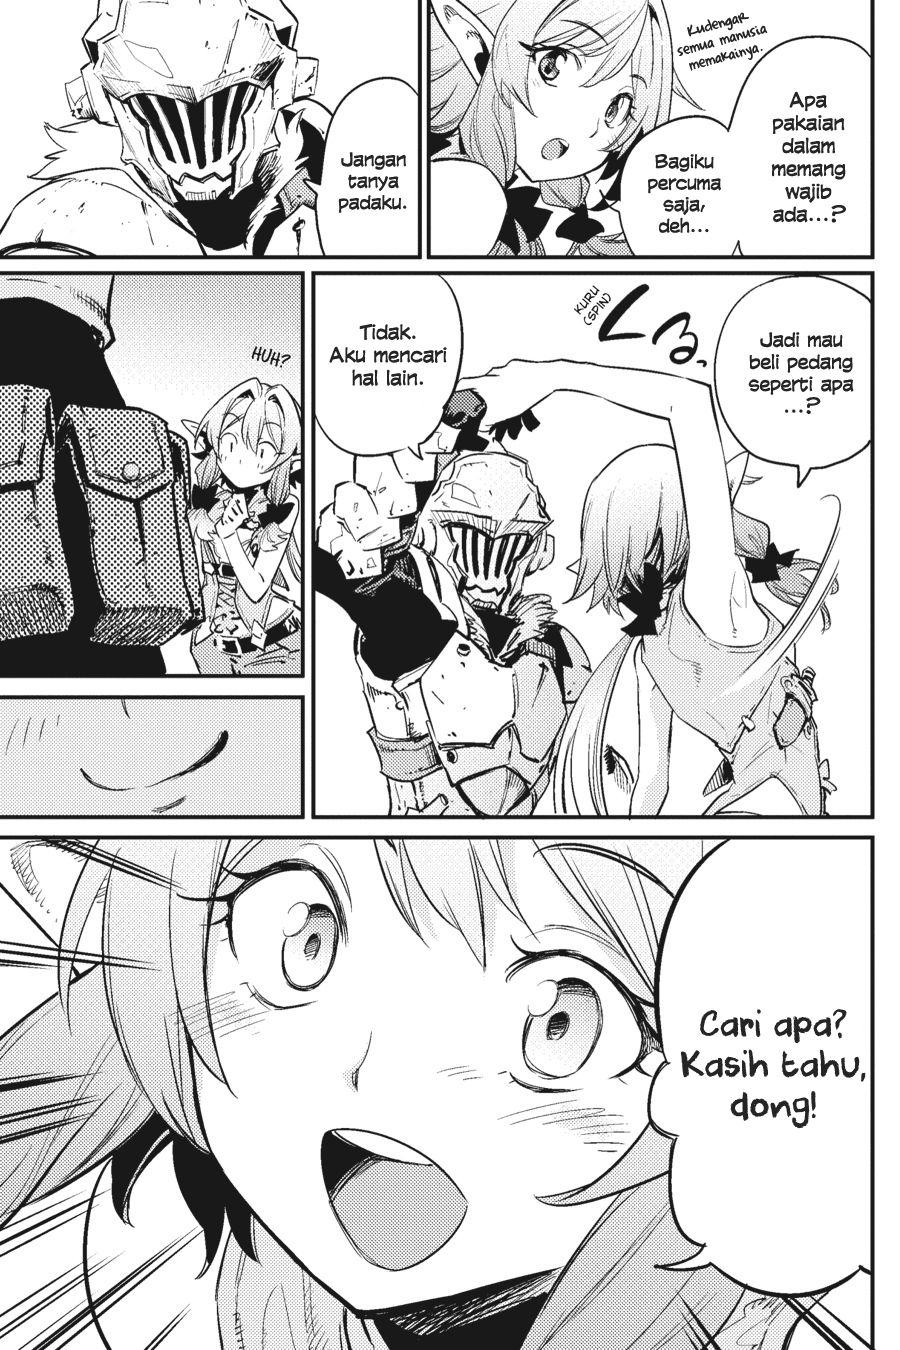 Apa
pakaian
dalam
memang
wajib
ada...?
Kudengar
semua manusia
memakainya.
Bagiku
percuma
saja,
deh...
Jangan
tanya
padaku.
Jadi mau
beli pedang
seperti apa
...?
くる、
KURU
(SPIN)
Tidak.
Aku mencari
hal lain.
HUH?
Cari apa?
Kasih tahu,
dong!